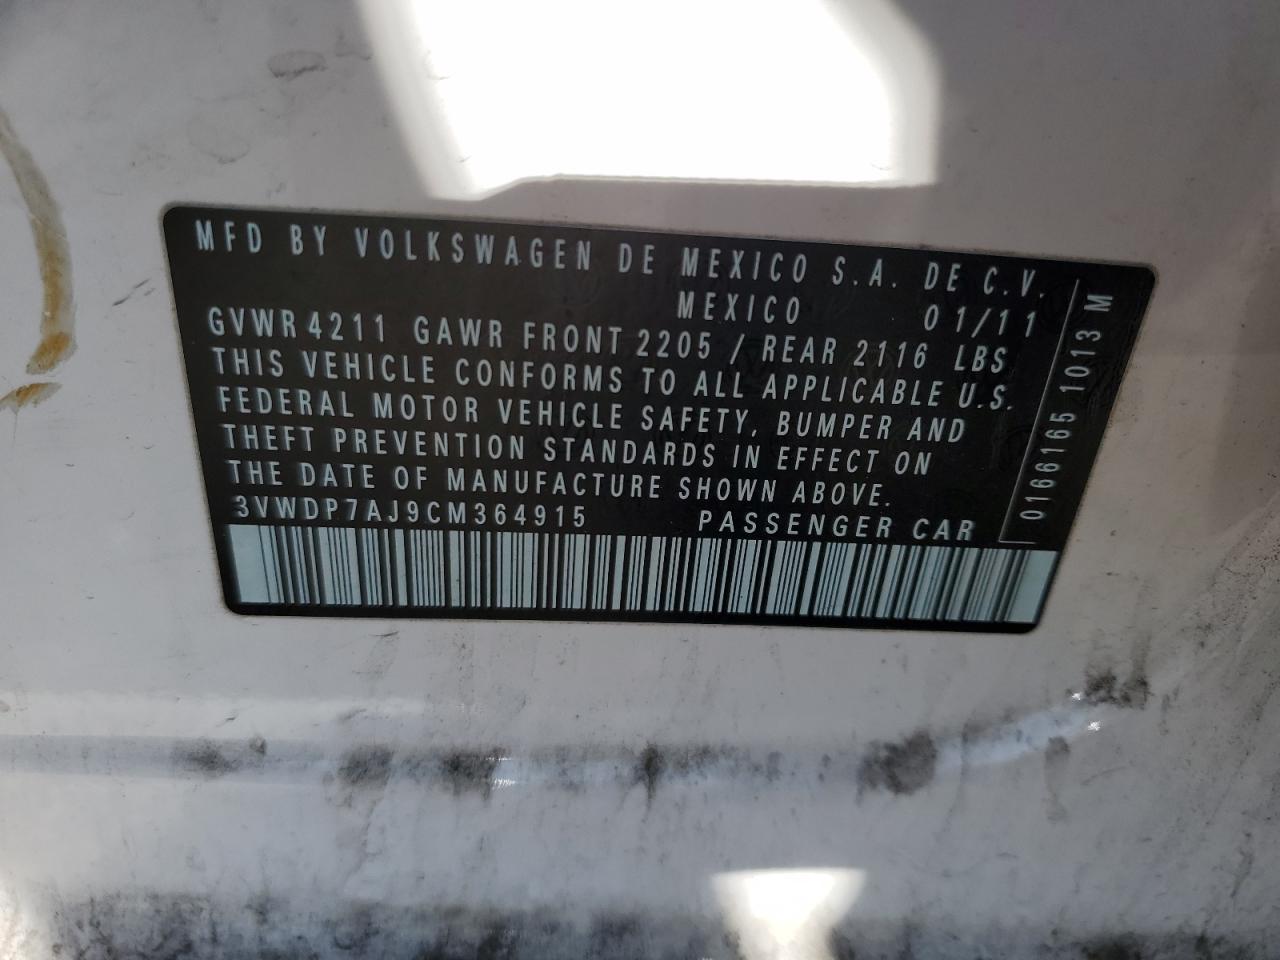 MFD BY VOLKSWAGEN DE MEXICO S.A. DE C.V.
MEXICO 01/11
GVWR 4211 GAWR FRONT 2205 / REAR 2116 LBS
THIS VEHICLE CONFORMS TO ALL APPLICABLE U.S.
FEDERAL MOTOR VEHICLE SAFETY, BUMPER AND
THEFT PREVENTION STANDARDS IN EFFECT ON
THE DATE OF MANUFACTURE SHOWN ABOVE.
3VWDP7AJ9CM364915 PASSENGER CAR
0166165 1013 M